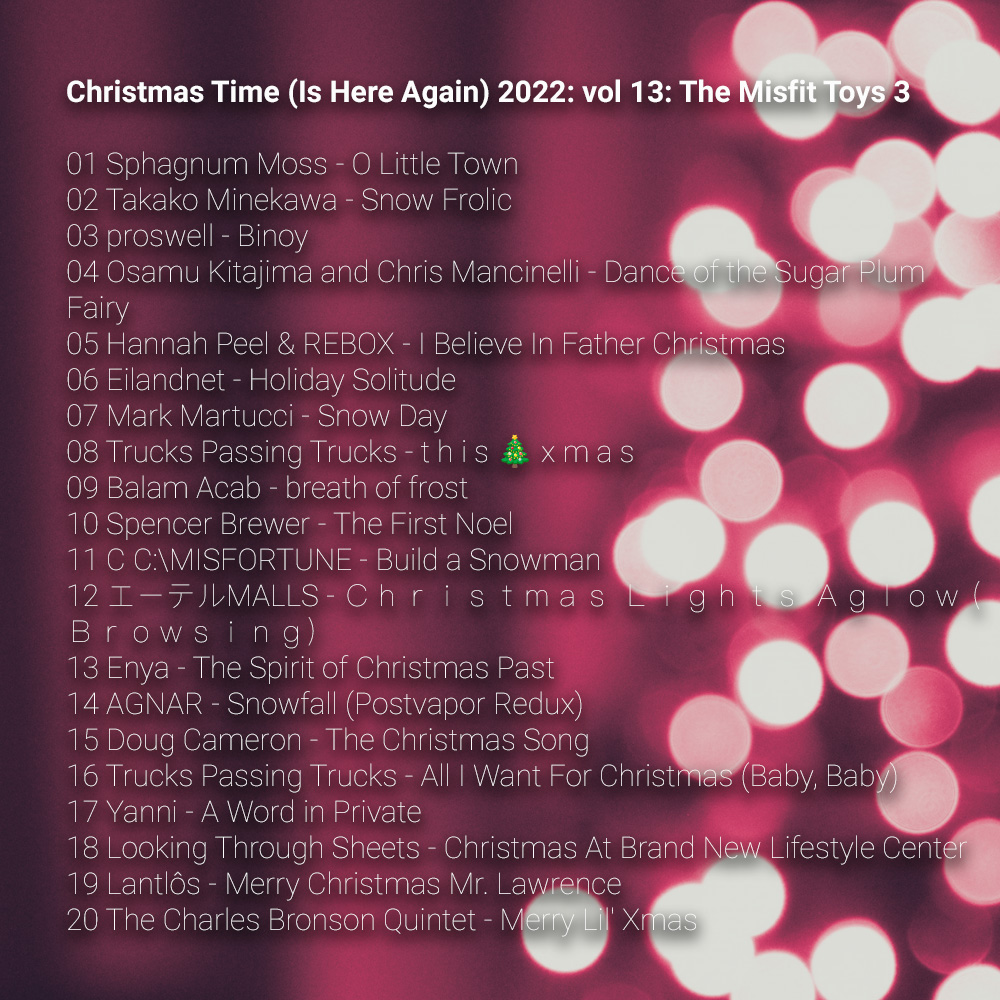 Christmas Time (Is Here Again) 2022: vol 13: The Misfit Toys 3
01 Sphagnum Moss - O Little Town
02 Takako Minekawa - Snow Frolic
03 proswell - Binoy
04 Osamu Kitajima and Chris Mancinelli - Dance of the Sugar Plum
Fairy
05 Hannah Peel & REBOX - I Believe In Father Christmas
06 Eilandnet - Holiday Solitude
07 Mark Martucci - Snow Day
08 Trucks Passing Trucks - t h i s 🎄 x m a s
09 Balam Acab - breath of frost
10 Spencer Brewer - The First Noel
11 C C:\MISFORTUNE - Build a Snowman
12 エーテルMALLS - Ｃｈｒｉｓｔｍａｓ Ｌｉｇｈｔｓ Ａｇｌｏｗ（
Ｂｒｏｗｓｉｎｇ）
13 Enya - The Spirit of Christmas Past
14 AGNAR - Snowfall (Postvapor Redux)
15 Doug Cameron - The Christmas Song
16 Trucks Passing Trucks - All I Want For Christmas (Baby, Baby)
17 Yanni - A Word in Private
18 Looking Through Sheets - Christmas At Brand New Lifestyle Center
19 Lantlôs - Merry Christmas Mr. Lawrence
20 The Charles Bronson Quintet - Merry Lil' Xmas